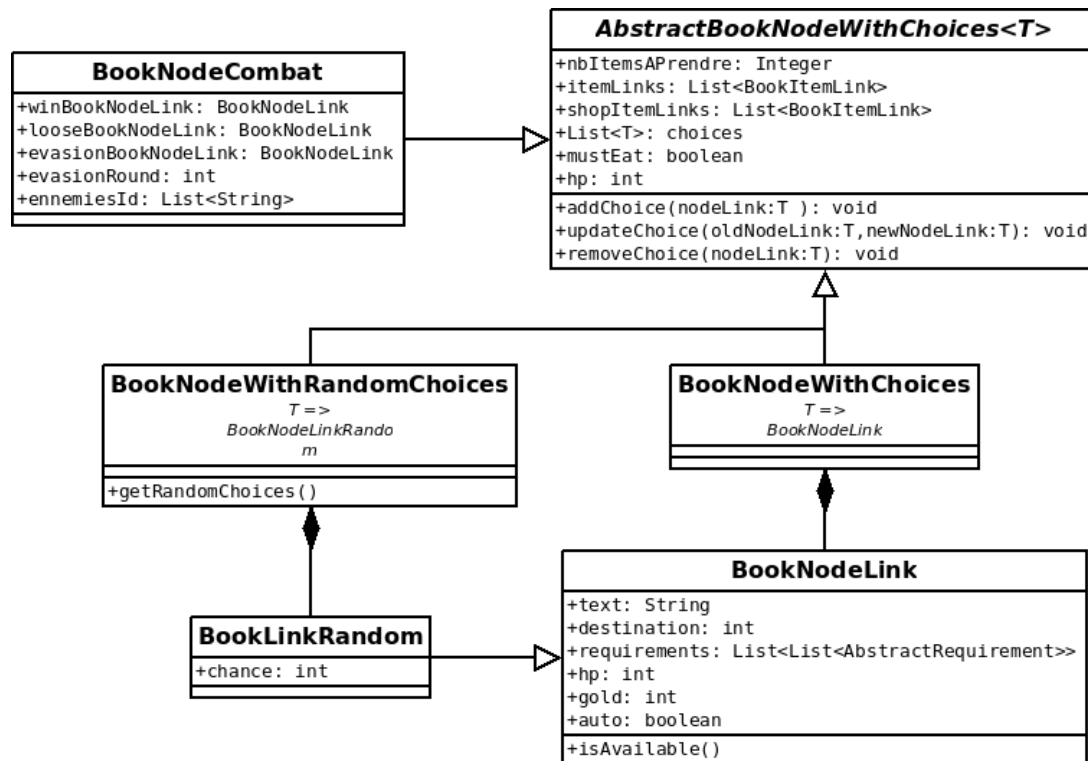 BookNodeCombat
+winBookNodeLink: BookNodeLink
+looseBookNodeLink: BookNodeLink
+evasionBookNodeLink: BookNodeLink
+evasionRound: int
+ennemiesId: List<String>
AbstractBookNodeWithChoices<T>
+nbItemsAPrendre: Integer
+itemLinks: List<BookItemLink>
+shopItemLinks: List<BookItemLink>
+List<T>: choices
+mustEat: boolean
+hp: int
+addChoice(nodeLink:T ): void
+updateChoice(oldNodeLink:T,newNodeLink:T): void
+removeChoice(nodeLink:T): void
BookNodeWithRandomChoices
T =>
BookNodeLinkRando
m
+getRandomChoices()
BookNodeWithChoices
T =>
BookNodeLink
BookLinkRandom
+chance: int
BookNodeLink
+text: String
+destination: int
+requirements: List<List<AbstractRequirement>>
+hp: int
+gold: int
+auto: boolean
+isAvailable()